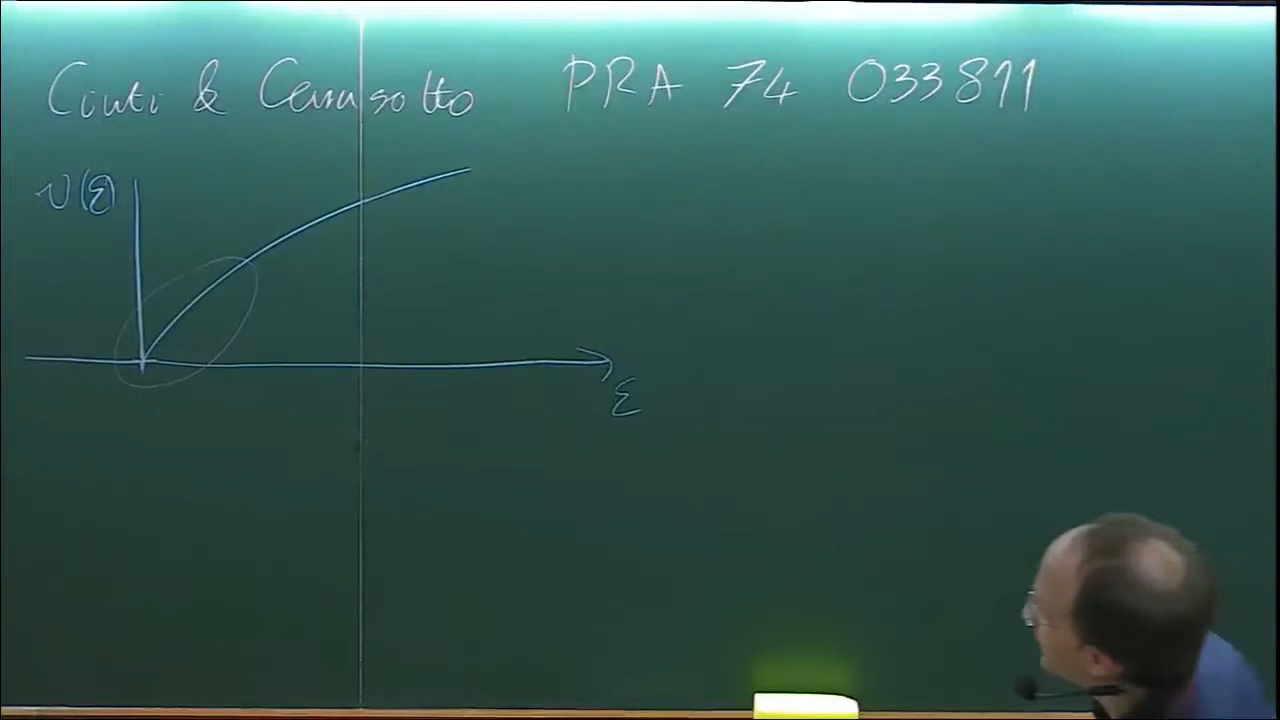 Ciuti & Carusotto PRA 74 033811
ν(ε)
ε